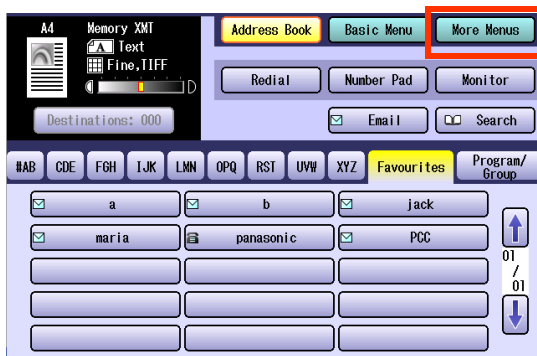 A4 Memory XMT Address Book Basic Menu More Menus
A Text
Fine,TIFF
D
Redial Number Pad Monitor
Destinations: 000 Email Search
#AB CDE FGH IJK LMN OPQ RST UVW XYZ Favourites Program/
Group
a b jack
maria panasonic PCC
01
/
01